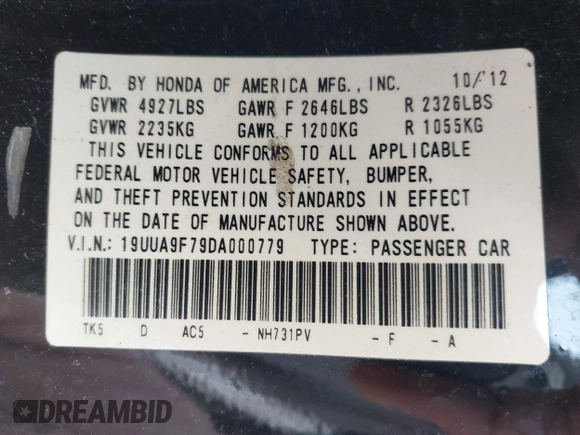 MFD. BY HONDA OF AMERICA MFG., INC. 10/12
GVWR 4927LBS GAWR F 2646LBS R 2326LBS
GVWR 2235KG GAWR F 1200KG R 1055KG
THIS VEHICLE CONFORMS TO ALL APPLICABLE
FEDERAL MOTOR VEHICLE SAFETY, BUMPER,
AND THEFT PREVENTION STANDARDS IN EFFECT
ON THE DATE OF MANUFACTURE SHOWN ABOVE.
V.I.N.: 19UUA9F79DA000779 TYPE: PASSENGER CAR
TK5 D AC5 - NH731PV - F - A
DREAMBID